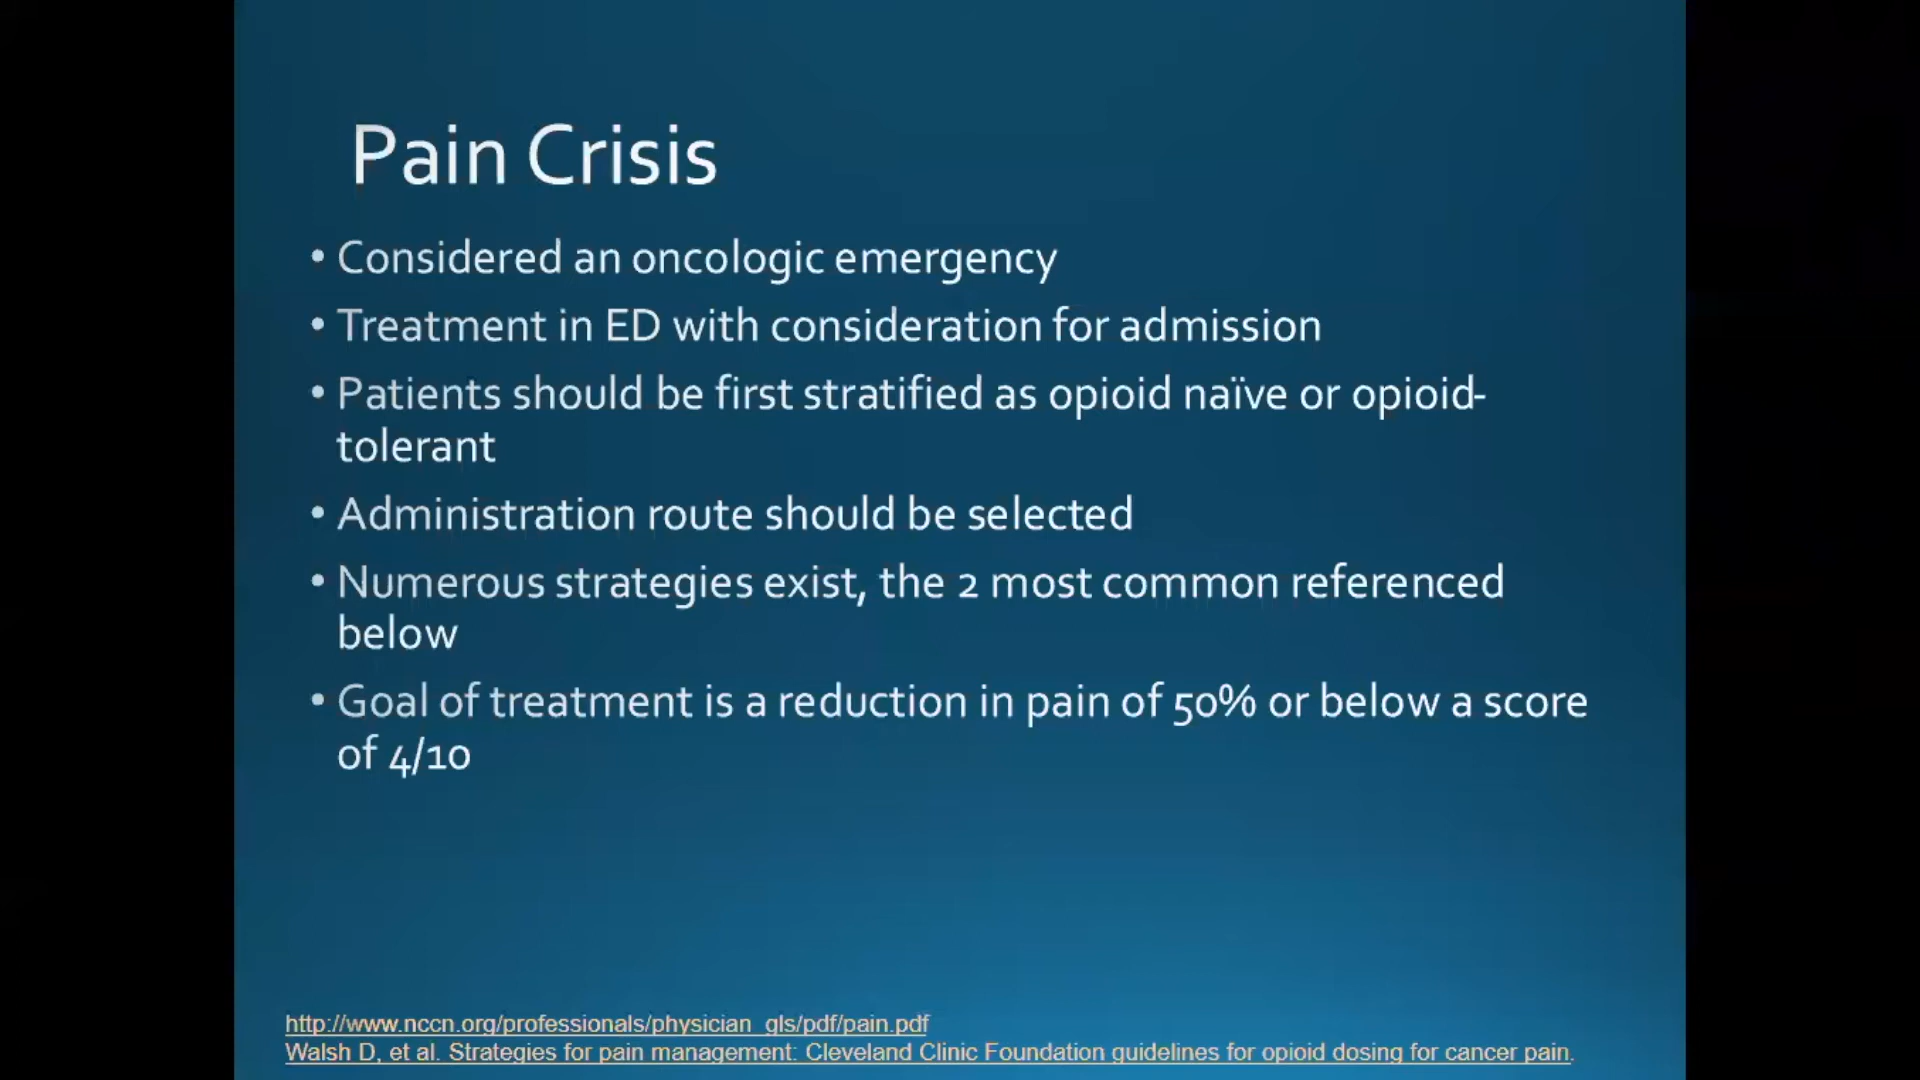 Pain Crisis
• Considered an oncologic emergency
• Treatment in ED with consideration for admission
• Patients should be first stratified as opioid naïve or opioid-
tolerant
• Administration route should be selected
• Numerous strategies exist, the 2 most common referenced
below
• Goal of treatment is a reduction in pain of 50% or below a score
of 4/10
http://www.nccn.org/professionals/physician_gls/pdf/pain.pdf
Walsh D, et al. Strategies for pain management: Cleveland Clinic Foundation guidelines for opioid dosing for cancer pain.